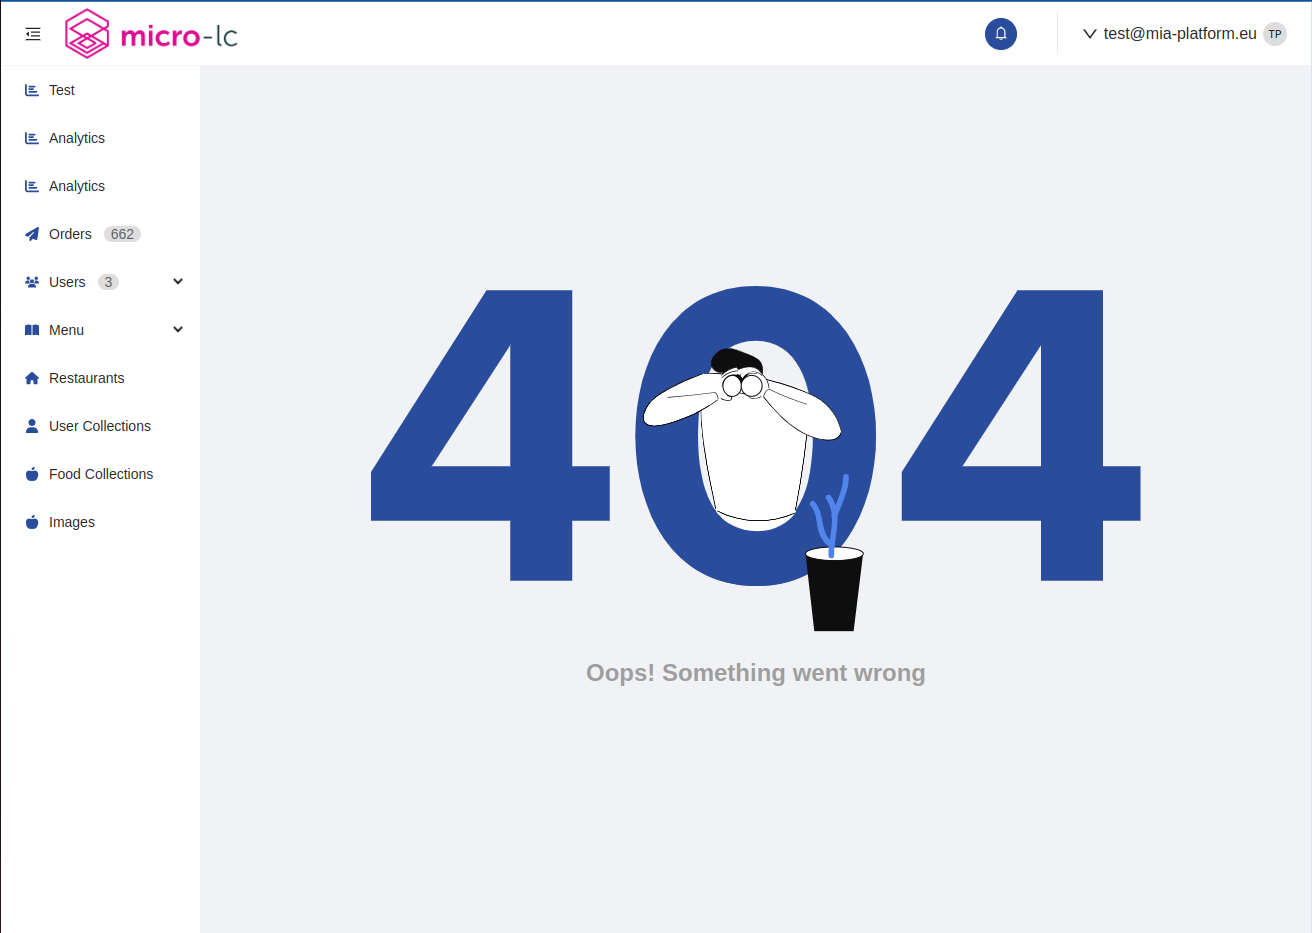 micro-lc
test@mia-platform.eu TP
Test
Analytics
Analytics
Orders 662
Users 3
Menu
Restaurants
User Collections
Food Collections
Images
404
Oops! Something went wrong